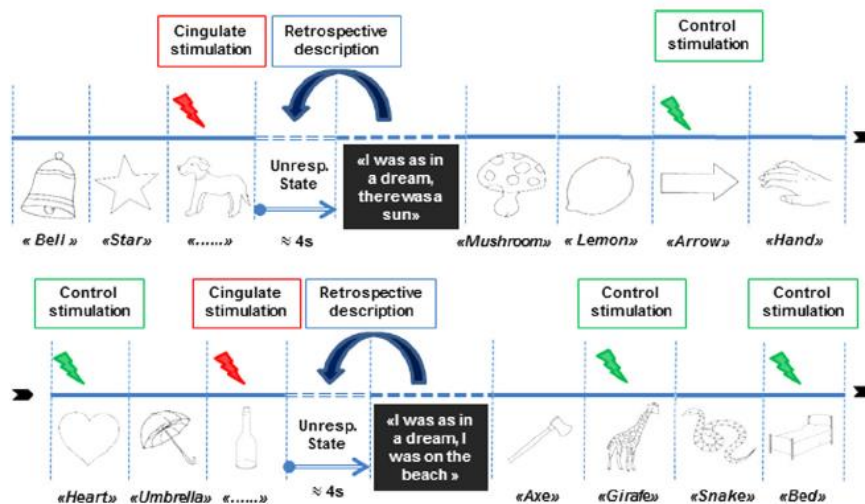 Cingulate stimulation
Retrospective description
Control stimulation
Unresp. State
«I was as in a dream, there was a sun»
≈ 4s
« Bell »
«Star»
«......»
«Mushroom»
«Lemon»
«Arrow»
«Hand»
Control stimulation
Cingulate stimulation
Retrospective description
Control stimulation
Control stimulation
Unresp. State
«I was as in a dream, I was on the beach »
≈ 4s
«Heart»
«Umbrella»
«......»
«Axe»
«Girafe»
«Snake»
«Bed»